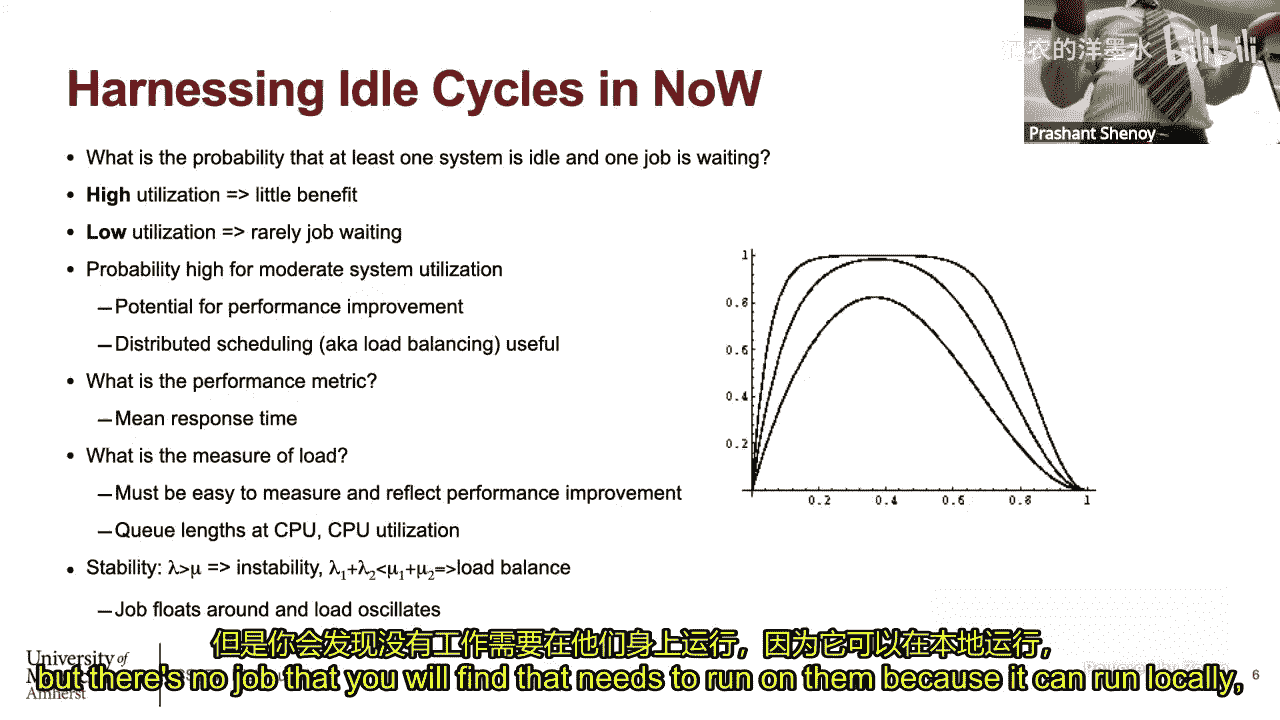 Harnessing Idle Cycles in NoW
农的洋墨水 bilibili
Prashant Shenoy
• What is the probability that at least one system is idle and one job is waiting?
• High utilization => little benefit
• Low utilization => rarely job waiting
• Probability high for moderate system utilization
—Potential for performance improvement
—Distributed scheduling (aka load balancing) useful
• What is the performance metric?
—Mean response time
• What is the measure of load?
—Must be easy to measure and reflect performance improvement
—Queue lengths at CPU, CPU utilization
• Stability: λ>μ => instability, λ₁+λ₂<μ₁+μ₂=>load balance
—Job floats around and load oscillates
1
0.8
0.6
0.4
0.2
0.2 0.4 0.6 0.8 1
但是你会发现没有工作需要在他们身上运行，因为它可以在本地运行，
but there's no job that you will find that needs to run on them because it can run locally,
University of
Amherst
6